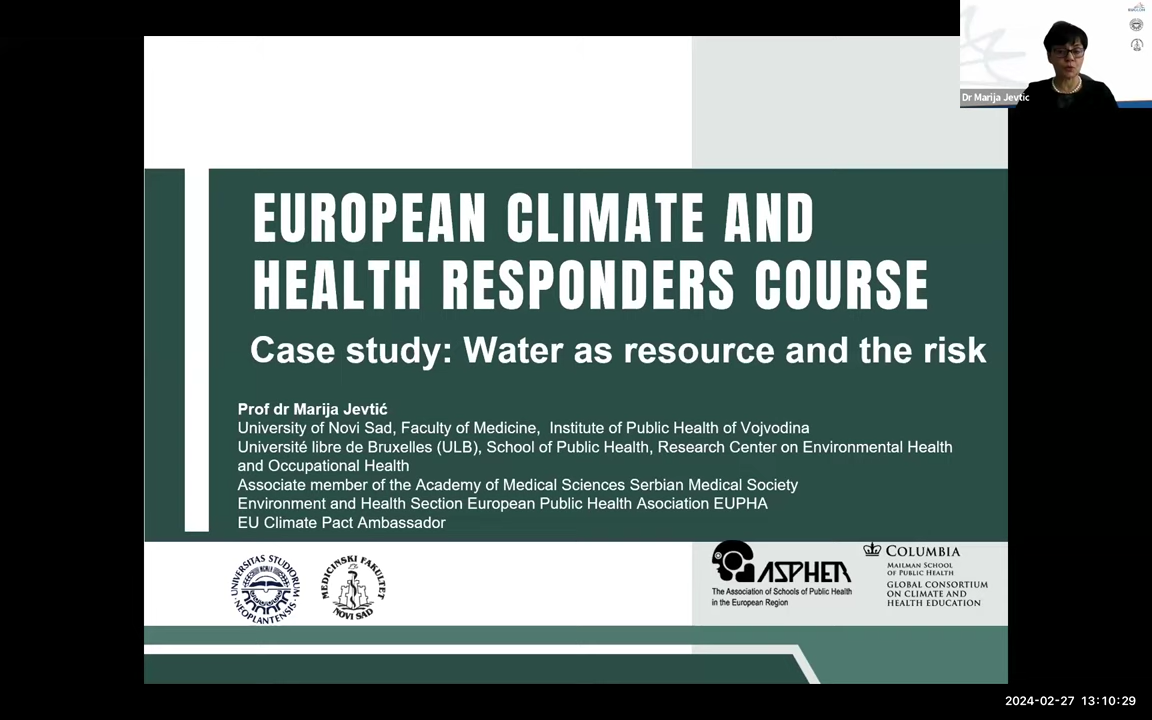 Dr Marija Jevtic
EUROPEAN CLIMATE AND
HEALTH RESPONDERS COURSE
Case study: Water as resource and the risk
Prof dr Marija Jevtić
University of Novi Sad, Faculty of Medicine, Institute of Public Health of Vojvodina
Université libre de Bruxelles (ULB), School of Public Health, Research Center on Environmental Health
and Occupational Health
Associate member of the Academy of Medical Sciences Serbian Medical Society
Environment and Health Section European Public Health Asociation EUPHA
EU Climate Pact Ambassador
UNIVERSITAS STUDIORUM
NEOPLANTENSIS
MEDICINSKI FAKULTET
NOVI SAD
ASPHER
The Association of Schools of Public Health
in the European Region
COLUMBIA
MAILMAN SCHOOL
OF PUBLIC HEALTH
GLOBAL CONSORTIUM
ON CLIMATE AND
HEALTH EDUCATION
2024-02-27 13:10:29